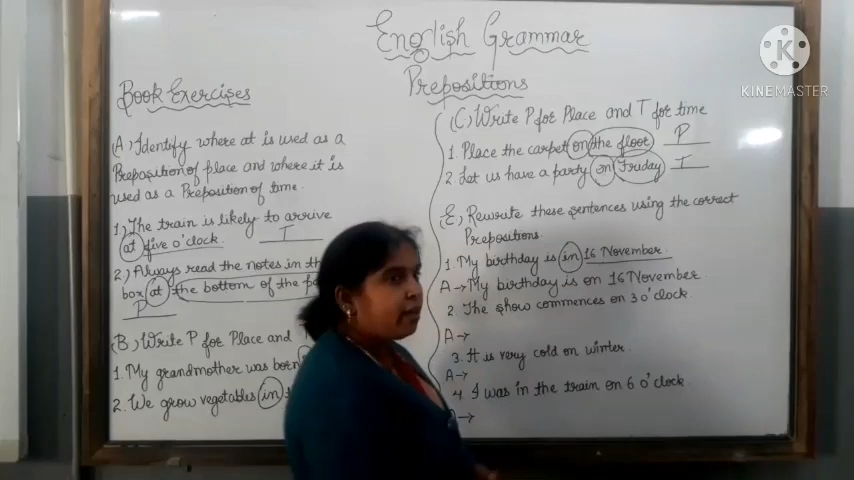 English Grammar
Prepositions
Book Exercises
(A) Identify where at is used as a
Preposition of place and where it is
used as a Preposition of time.
1) The train is likely to arrive
at five o'clock. T
2) Always read the notes in the
box at the bottom of the
P
(B) Write P for Place and
1. My grandmother was born
2. We grow vegetables in
(C) Write P for Place and T for time
1. Place the carpet on the floor P
2. Let us have a party on Friday T
(E) Rewrite these sentences using the correct
Prepositions.
1. My birthday is in 16 November.
A → My birthday is on 16 November
2. The show commences on 3 o'clock.
A →
3. It is very cold on winter.
A →
4. I was in the train on 6 o'clock.
→
K
KINEMASTER